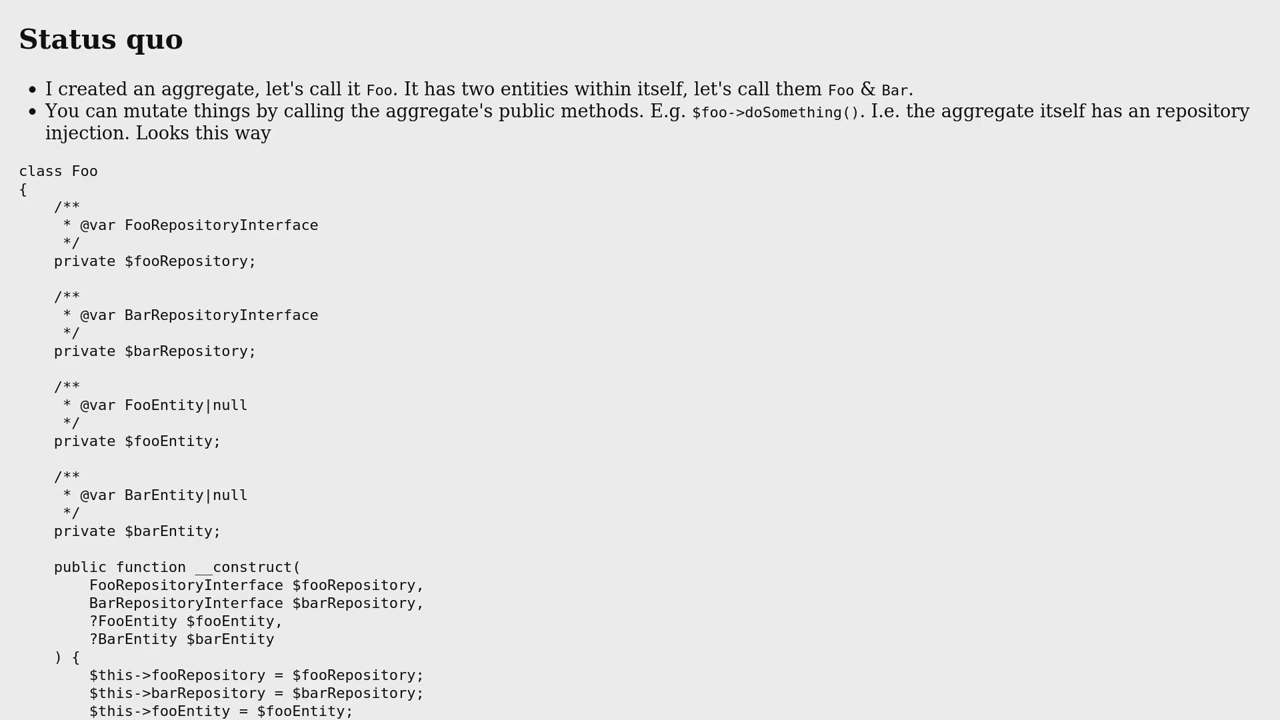 Status quo
• I created an aggregate, let's call it Foo. It has two entities within itself, let's call them Foo & Bar.
• You can mutate things by calling the aggregate's public methods. E.g. $foo->doSomething(). I.e. the aggregate itself has an repository
injection. Looks this way
class Foo
{
    /**
     * @var FooRepositoryInterface
     */
    private $fooRepository;

    /**
     * @var BarRepositoryInterface
     */
    private $barRepository;

    /**
     * @var FooEntity|null
     */
    private $fooEntity;

    /**
     * @var BarEntity|null
     */
    private $barEntity;

    public function __construct(
        FooRepositoryInterface $fooRepository,
        BarRepositoryInterface $barRepository,
        ?FooEntity $fooEntity,
        ?BarEntity $barEntity
    ) {
        $this->fooRepository = $fooRepository;
        $this->barRepository = $barRepository;
        $this->fooEntity = $fooEntity;